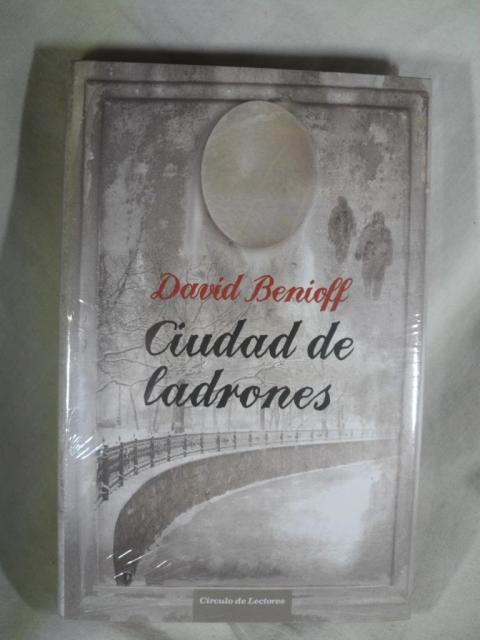 David Benioff
Ciudad de
ladrones
Círculo de Lectores